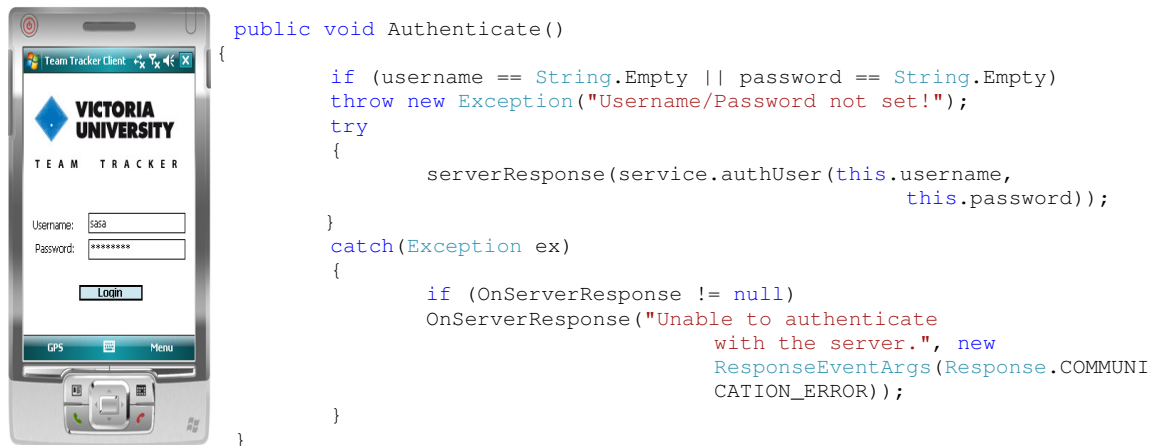 Team Tracker Client
VICTORIA
UNIVERSITY
TEAM TRACKER
Username: sasa
Password: ********
Login
GPS Menu
public void Authenticate()
{
if (username == String.Empty || password == String.Empty)
throw new Exception("Username/Password not set!");
try
{
serverResponse(service.authUser(this.username,
this.password));
}
catch(Exception ex)
{
if (OnServerResponse != null)
OnServerResponse("Unable to authenticate
with the server.", new
ResponseEventArgs(Response.COMMUNI
CATION_ERROR));
}
}